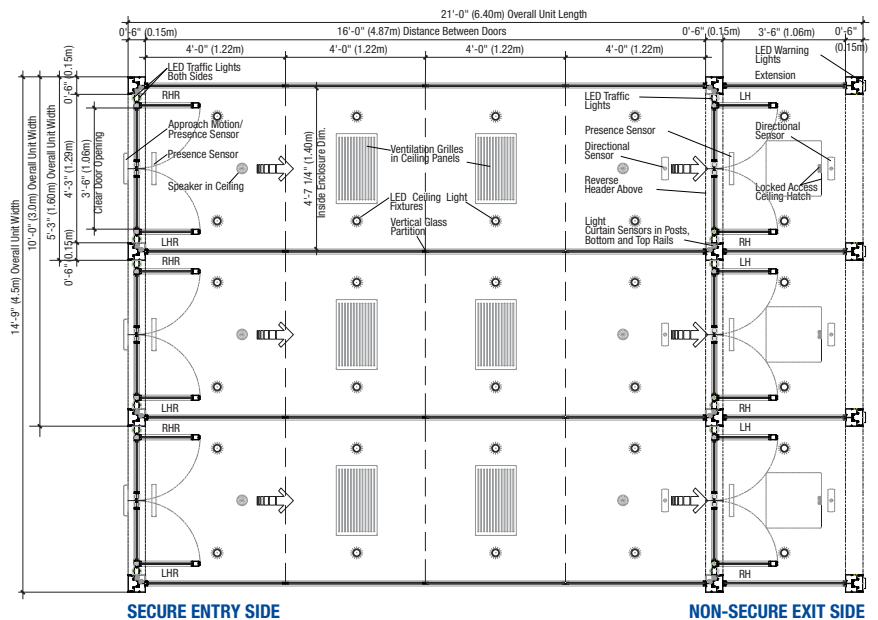 21'-0" (6.40m) Overall Unit Length
0'-6" (0.15m)
16'-0" (4.87m) Distance Between Doors
0'-6" (0.15m)
3'-6" (1.06m)
0'-6"
(0.15m)
4'-0" (1.22m)
4'-0" (1.22m)
4'-0" (1.22m)
4'-0" (1.22m)
LED Warning
Lights
Extension
LED Traffic Lights
Both Sides
RHR
Approach Motion/
Presence Sensor
Presence Sensor
Speaker in Ceiling
LHR
0'-6" (0.15m)
4'-3" (1.29m)
3'-6" (1.06m)
Clear Door Opening
5'-3" (1.60m) Overall Unit Width
10'-0" (3.0m) Overall Unit Width
14'-9" (4.5m) Overall Unit Width
0'-6" (0.15m)
4'-7 1/4" (1.40m)
Inside Enclosure Dim.
Ventilation Grilles
in Ceiling Panels
LED Ceiling Light
Fixtures
Vertical Glass
Partition
LED Traffic
Lights
Presence Sensor
Directional
Sensor
Reverse
Header Above
Light
Curtain Sensors in Posts,
Bottom and Top Rails
LH
Directional
Sensor
Locked Access
Ceiling Hatch
RH
RHR
LHR
LH
RH
RHR
LHR
LH
RH
SECURE ENTRY SIDE
NON-SECURE EXIT SIDE